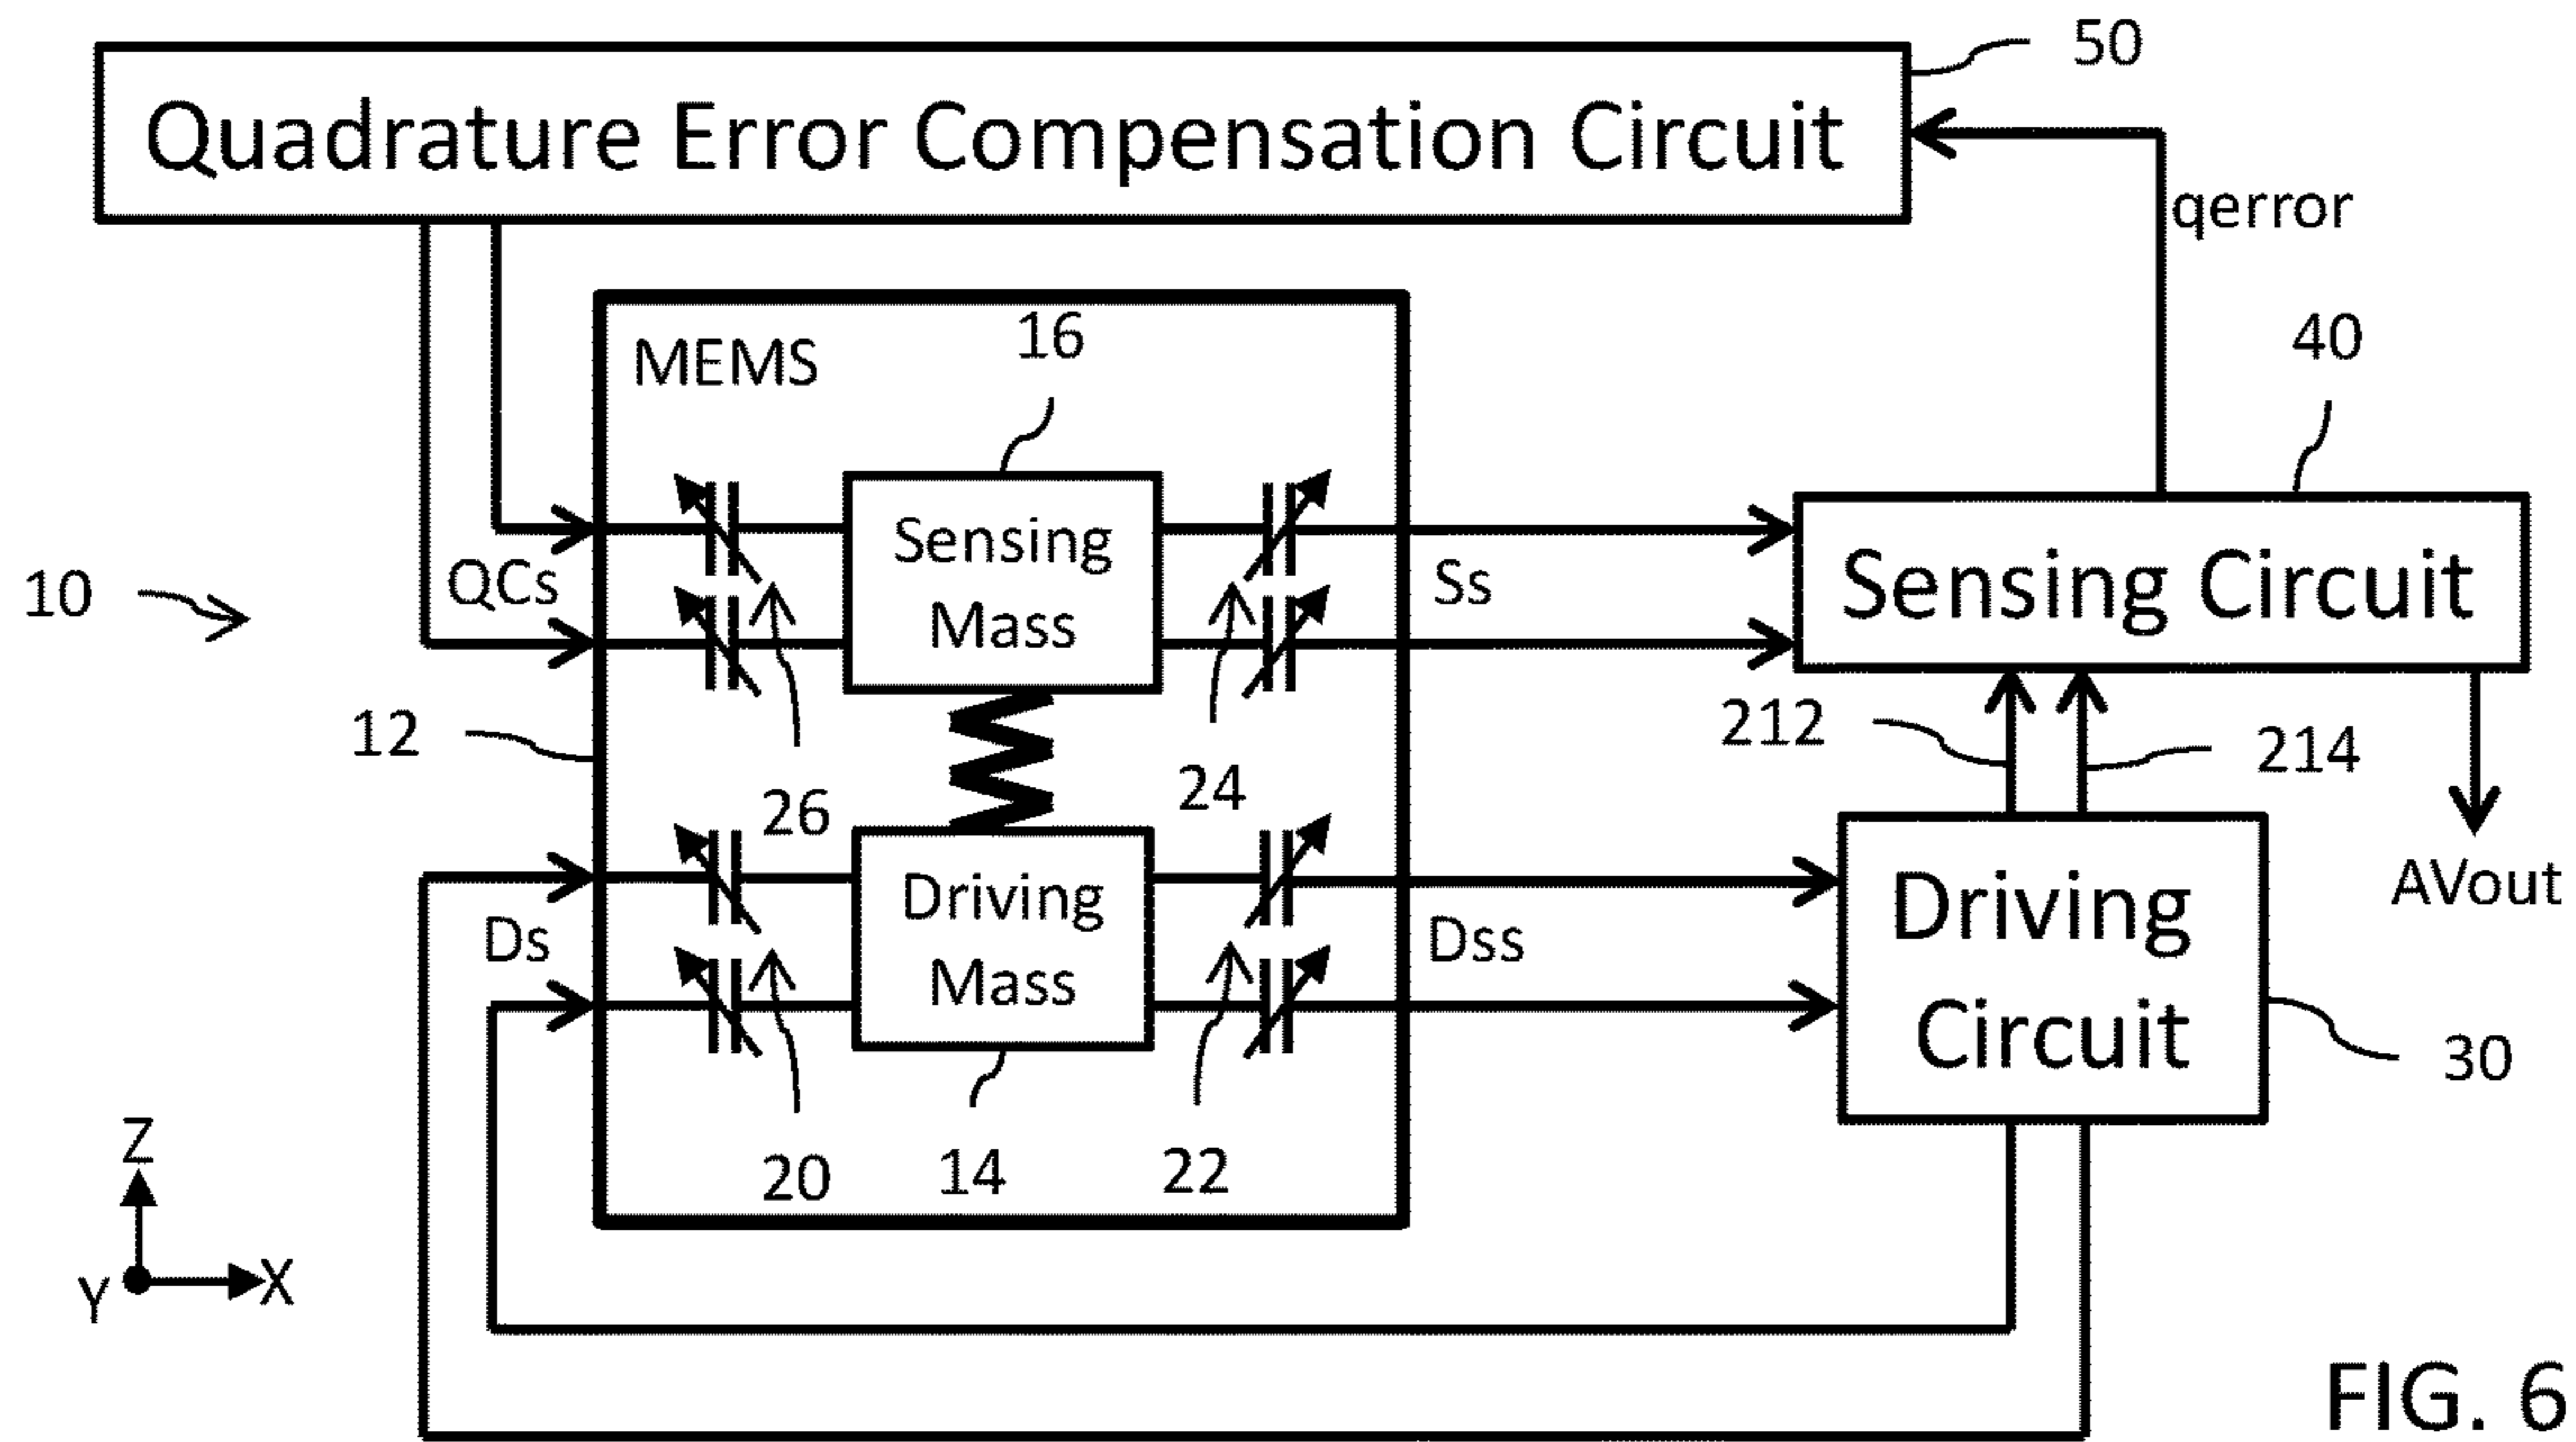 50
Quadrature Error Compensation Circuit
qerror
16
MEMS
40
Sensing
Mass
Sensing Circuit
10
QCs
Ss
12
212
214
26
24
Driving
Mass
Driving
Circuit
AVout
Ds
Dss
30
20
14
22
Z
Y
X
FIG. 6